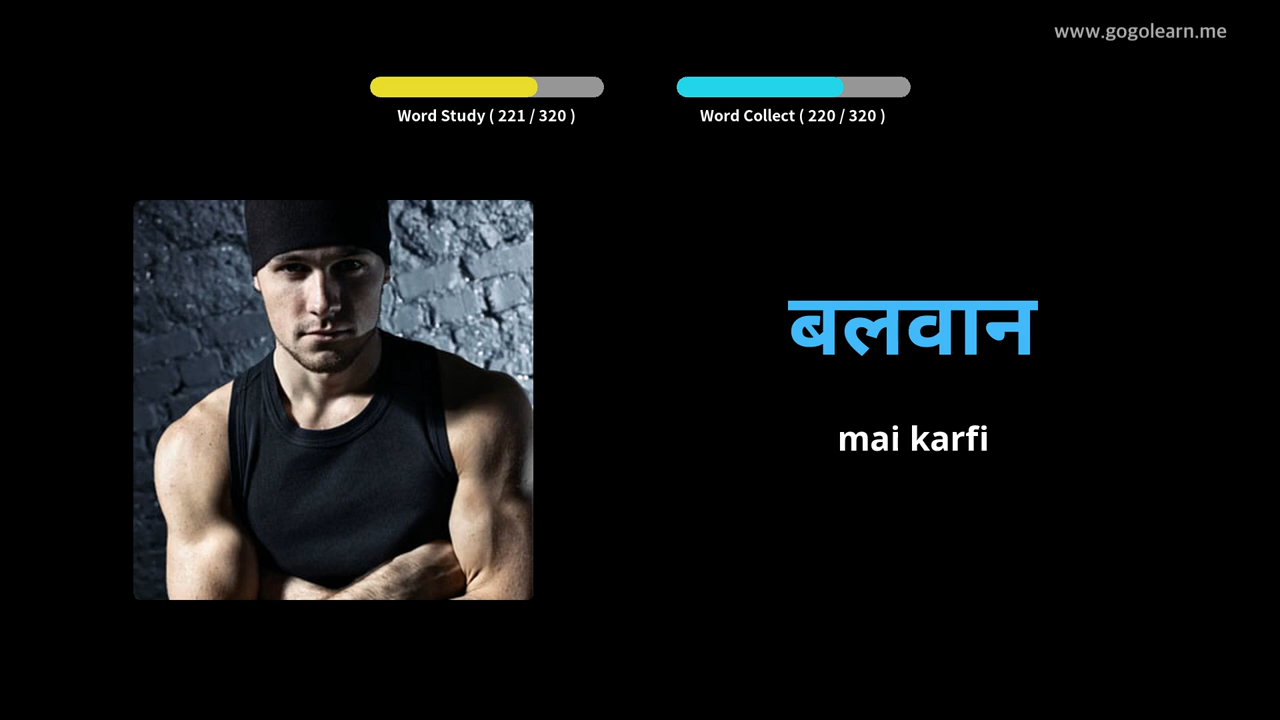 www.gogolearn.me
Word Study ( 221 / 320 )
Word Collect ( 220 / 320 )
बलवान
mai karfi